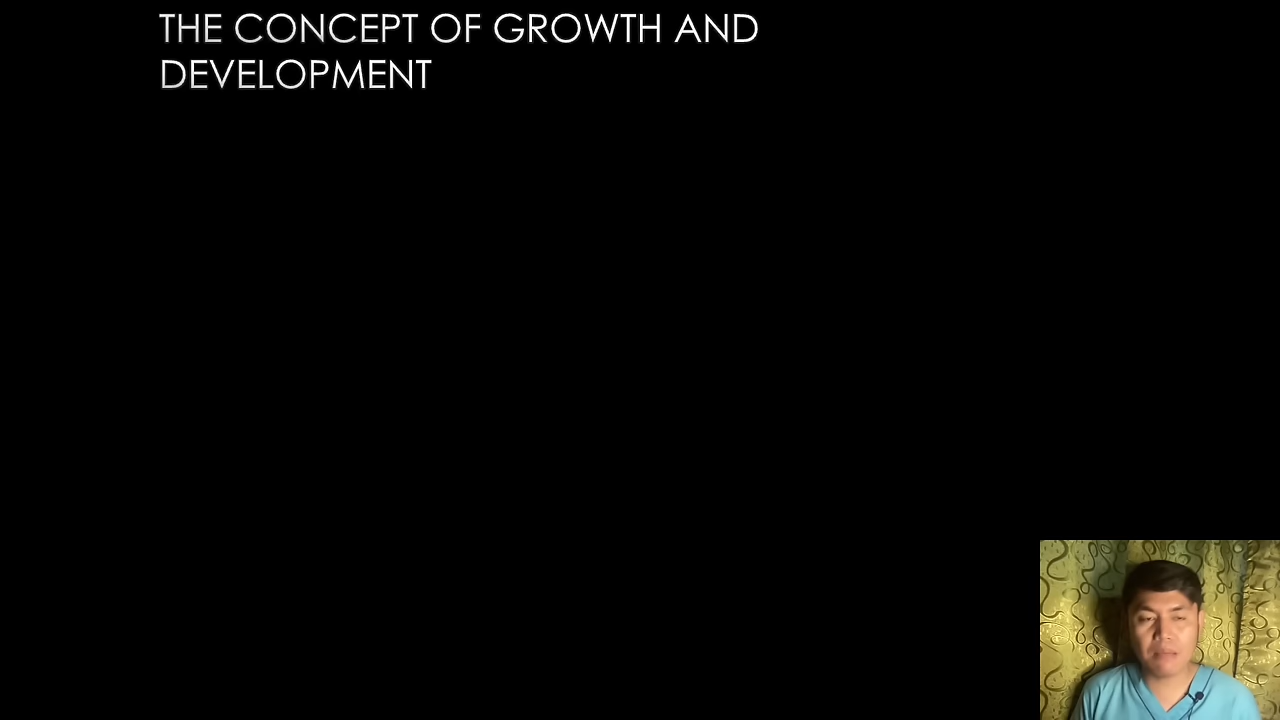 THE CONCEPT OF GROWTH AND
DEVELOPMENT